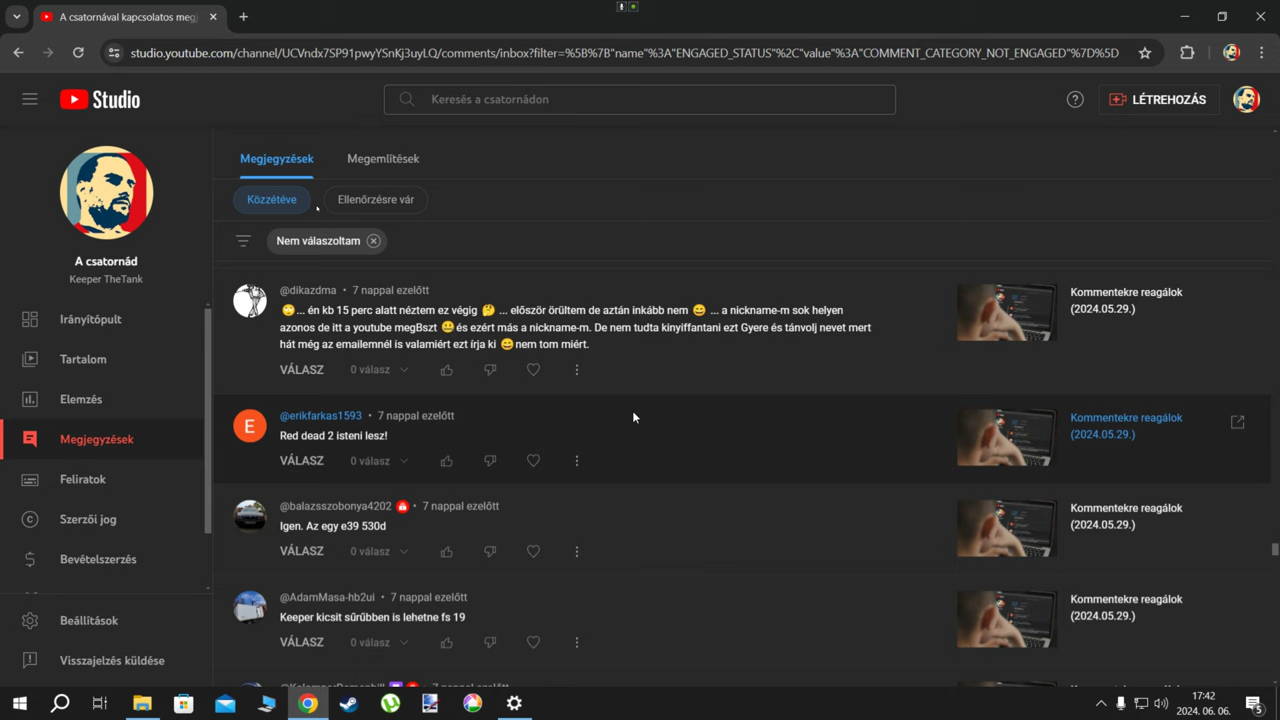 A csatornával kapcsolatos meg
studio.youtube.com/channel/UCVndx7SP91pwyYSnKj3uyLQ/comments/inbox?filter=%5B%7B"name"%3A"ENGAGED_STATUS"%2C"value"%3A"COMMENT_CATEGORY_NOT_ENGAGED"%7D%5D
Studio
Keresés a csatornádon
LÉTREHOZÁS
A csatornád
Keeper TheTank
Irányítópult
Tartalom
Elemzés
Megjegyzések
Feliratok
Szerzői jog
Bevételszerzés
Beállítások
Visszajelzés küldése
Megjegyzések
Megemlítések
Közzétéve
Ellenőrzésre vár
Nem válaszoltam
@dikazdma • 7 nappal ezelőtt
🙄... én kb 15 perc alatt néztem ez végig 🤔 ... először örültem de aztán inkább nem 😄 ... a nickname-m sok helyen
azonos de itt a youtube megBszt 😀 és ezért más a nickname-m. De nem tudta kinyiffantani ezt Gyere és tánvolj nevet mert
hát még az emailemnél is valamiért ezt írja ki 😄 nem tom miért.
VÁLASZ 0 válasz
Kommentekre reagálok
(2024.05.29.)
@erikfarkas1593 • 7 nappal ezelőtt
Red dead 2 isteni lesz!
VÁLASZ 0 válasz
Kommentekre reagálok
(2024.05.29.)
@balazsszobonya4202 • 7 nappal ezelőtt
Igen. Az egy e39 530d
VÁLASZ 0 válasz
Kommentekre reagálok
(2024.05.29.)
@AdamMasa-hb2ui • 7 nappal ezelőtt
Keeper kicsit sűrűbben is lehetne fs 19
VÁLASZ 0 válasz
Kommentekre reagálok
(2024.05.29.)
E
17:42
2024. 06. 06.
5